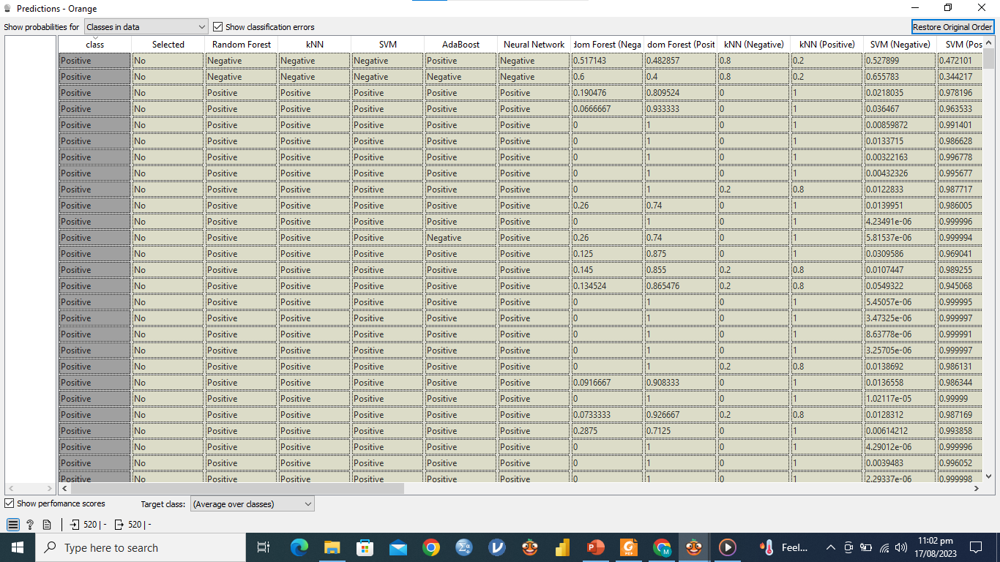 Predictions - Orange
Show probabilities for Classes in data Show classification errors Restore Original Order
class Selected Random Forest kNN SVM AdaBoost Neural Network dom Forest (Nega dom Forest (Posit kNN (Negative) kNN (Positive) SVM (Negative) SVM (Pos
Positive No Negative Negative Negative Positive Negative 0.517143 0.482857 0.8 0.2 0.527899 0.472101
Positive No Negative Negative Negative Negative Negative 0.6 0.4 0.8 0.2 0.655783 0.344217
Positive No Positive Positive Positive Positive Positive 0.190476 0.809524 0 1 0.0218035 0.978196
Positive No Positive Positive Positive Positive Positive 0.0666667 0.933333 0 1 0.036467 0.963533
Positive No Positive Positive Positive Positive Positive 0 1 0 1 0.00859872 0.991401
Positive No Positive Positive Positive Positive Positive 0 1 0 1 0.0133715 0.986628
Positive No Positive Positive Positive Positive Positive 0 1 0 1 0.00322163 0.996778
Positive No Positive Positive Positive Positive Positive 0 1 0 1 0.00432326 0.995677
Positive No Positive Positive Positive Positive Positive 0 1 0.2 0.8 0.0122833 0.987717
Positive No Positive Positive Positive Positive Positive 0.26 0.74 0 1 0.0139951 0.986005
Positive No Positive Positive Positive Positive Positive 0 1 0 1 4.23491e-06 0.999996
Positive No Positive Positive Positive Negative Positive 0.26 0.74 0 1 5.81537e-06 0.999994
Positive No Positive Positive Positive Positive Positive 0.125 0.875 0 1 0.0309586 0.969041
Positive No Positive Positive Positive Positive Positive 0.145 0.855 0.2 0.8 0.0107447 0.989255
Positive No Positive Positive Positive Positive Positive 0.134524 0.865476 0.2 0.8 0.0549322 0.945068
Positive No Positive Positive Positive Positive Positive 0 1 0 1 5.45057e-06 0.999995
Positive No Positive Positive Positive Positive Positive 0 1 0 1 3.47325e-06 0.999997
Positive No Positive Positive Positive Positive Positive 0 1 0 1 8.63778e-06 0.999991
Positive No Positive Positive Positive Positive Positive 0 1 0 1 3.25705e-06 0.999997
Positive No Positive Positive Positive Positive Positive 0 1 0.2 0.8 0.0138692 0.986131
Positive No Positive Positive Positive Positive Positive 0.0916667 0.908333 0 1 0.0136558 0.986344
Positive No Positive Positive Positive Positive Positive 0 1 0 1 1.02117e-05 0.99999
Positive No Positive Positive Positive Positive Positive 0.0733333 0.926667 0.2 0.8 0.0128312 0.987169
Positive No Positive Positive Positive Positive Positive 0.2875 0.7125 0 1 0.00614212 0.993858
Positive No Positive Positive Positive Positive Positive 0 1 0 1 4.29012e-06 0.999996
Positive No Positive Positive Positive Positive Positive 0 1 0 1 0.0039483 0.996052
Positive No Positive Positive Positive Positive Positive 0 1 0 1 2.29337e-06 0.999998
Show perfomance scores Target class: (Average over classes)
520 | - 520 | -
Type here to search Feel... 11:02 pm
17/08/2023